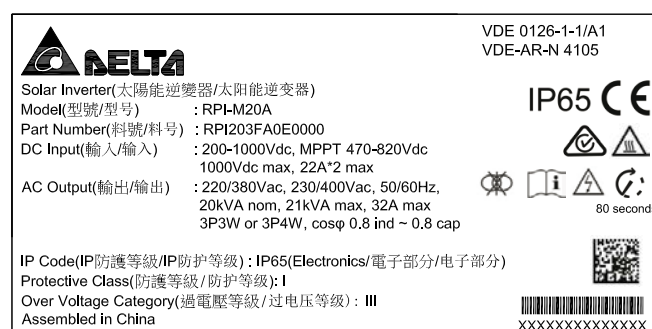 VDE 0126-1-1/A1
VDE-AR-N 4105
DELTA
Solar Inverter(太陽能逆變器/太阳能逆变器)
IP65 CE
Model(型號/型号) : RPI-M20A
Part Number(料號/料号) : RPI203FA0E0000
DC Input(輸入/输入) : 200-1000Vdc, MPPT 470-820Vdc
1000Vdc max, 22A*2 max
AC Output(輸出/输出) : 220/380Vac, 230/400Vac, 50/60Hz,
20kVA nom, 21kVA max, 32A max
3P3W or 3P4W, cosφ 0.8 ind ~ 0.8 cap
80 second
IP Code(IP防護等級/IP防护等级) : IP65(Electronics/電子部分/电子部分)
Protective Class(防護等級/防护等级): I
Over Voltage Category(過電壓等級/过电压等级) : III
Assembled in China
XXXXXXXXXXXXXX